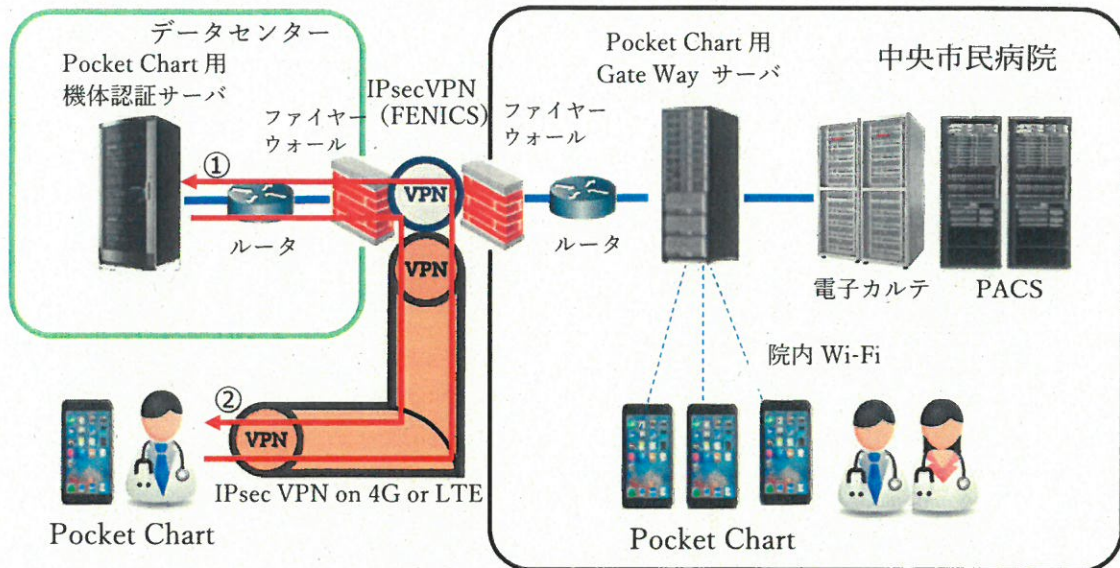 データセンター
Pocket Chart 用
機体認証サーバ
ファイヤー
ウォール
①
ルータ
IPsecVPN
(FENICS)
VPN
VPN
ファイヤー
ウォール
ルータ
Pocket Chart 用
Gate Way サーバ
中央市民病院
電子カルテ
PACS
院内 Wi-Fi
②
VPN
IPsec VPN on 4G or LTE
Pocket Chart
Pocket Chart